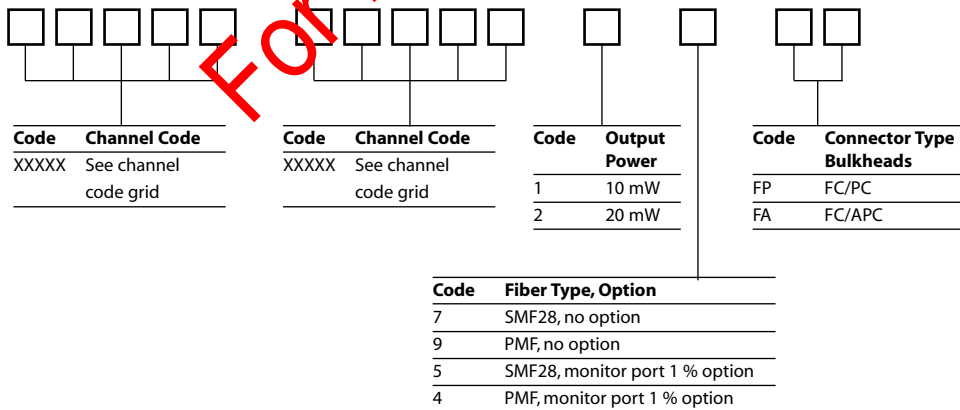 For
Code Channel Code
XXXXX See channel
code grid
Code Channel Code
XXXXX See channel
code grid
Code Output
Power
1 10 mW
2 20 mW
Code Connector Type
Bulkheads
FP FC/PC
FA FC/APC
Code Fiber Type, Option
7 SMF28, no option
9 PMF, no option
5 SMF28, monitor port 1 % option
4 PMF, monitor port 1 % option